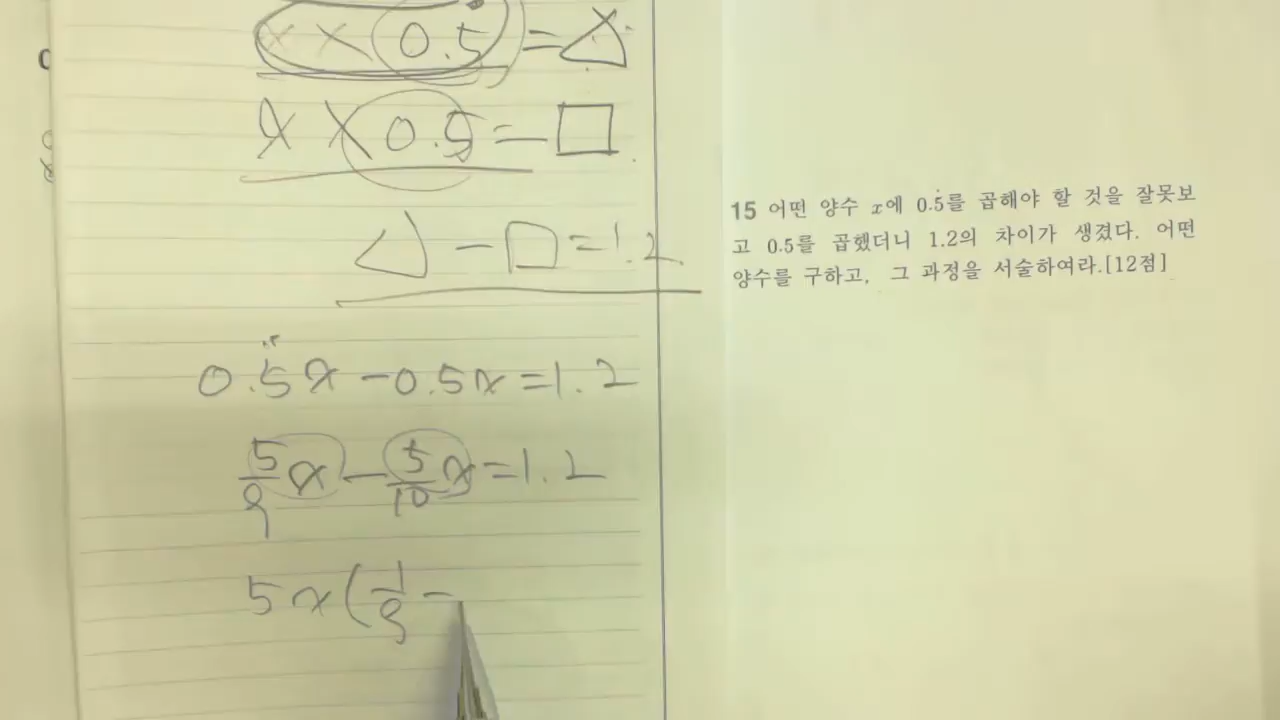 x × 0.5̇ = △
x × 0.5 = □
△ - □ = 1.2
0.5̇x - 0.5x = 1.2
5/9 x - 5/10 x = 1.2
5x ( 1/9 -
15 어떤 양수 x에 0.5̇를 곱해야 할 것을 잘못보
고 0.5를 곱했더니 1.2의 차이가 생겼다. 어떤
양수를 구하고, 그 과정을 서술하여라.[12점]